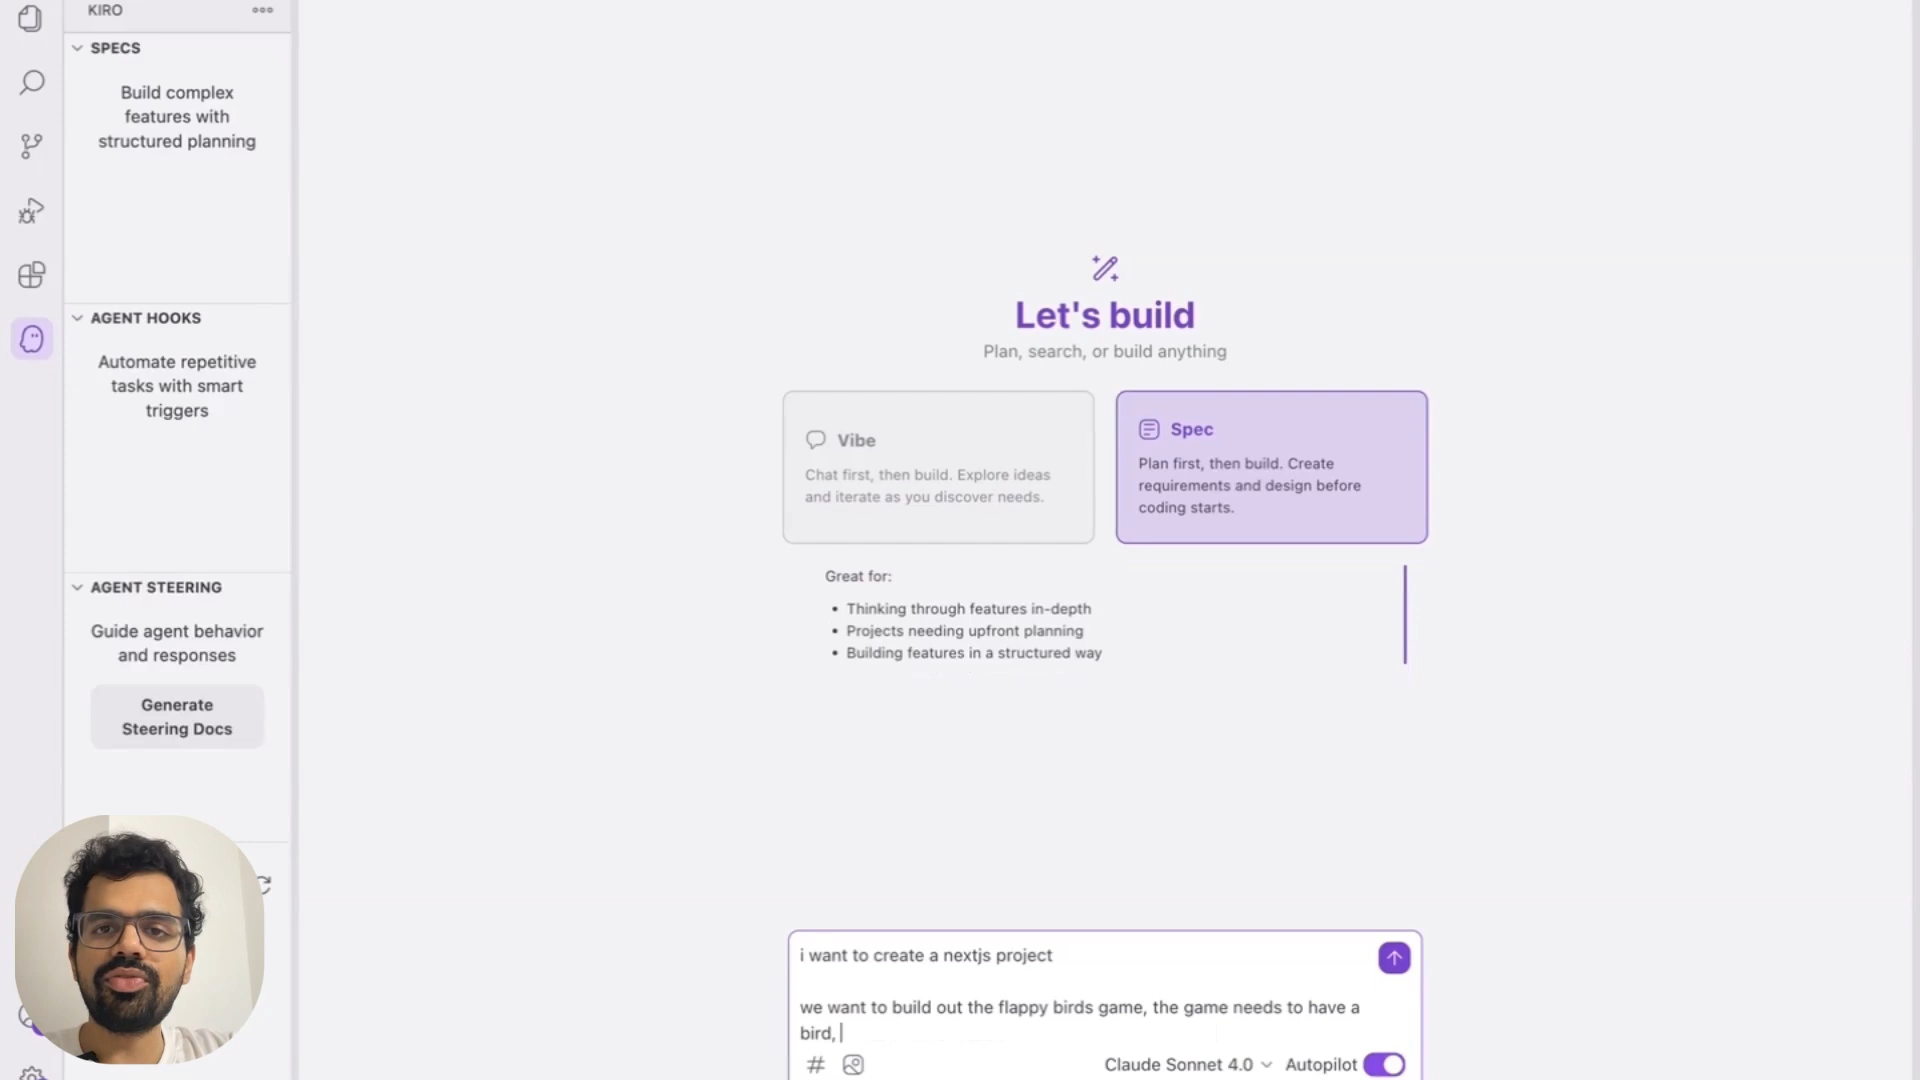 KIRO
SPECS
Build complex
features with
structured planning
AGENT HOOKS
Automate repetitive
tasks with smart
triggers
AGENT STEERING
Guide agent behavior
and responses
Generate
Steering Docs
Let's build
Plan, search, or build anything
Vibe
Chat first, then build. Explore ideas
and iterate as you discover needs.
Spec
Plan first, then build. Create
requirements and design before
coding starts.
Great for:
• Thinking through features in-depth
• Projects needing upfront planning
• Building features in a structured way
i want to create a nextjs project
we want to build out the flappy birds game, the game needs to have a
bird,
# Claude Sonnet 4.0 Autopilot